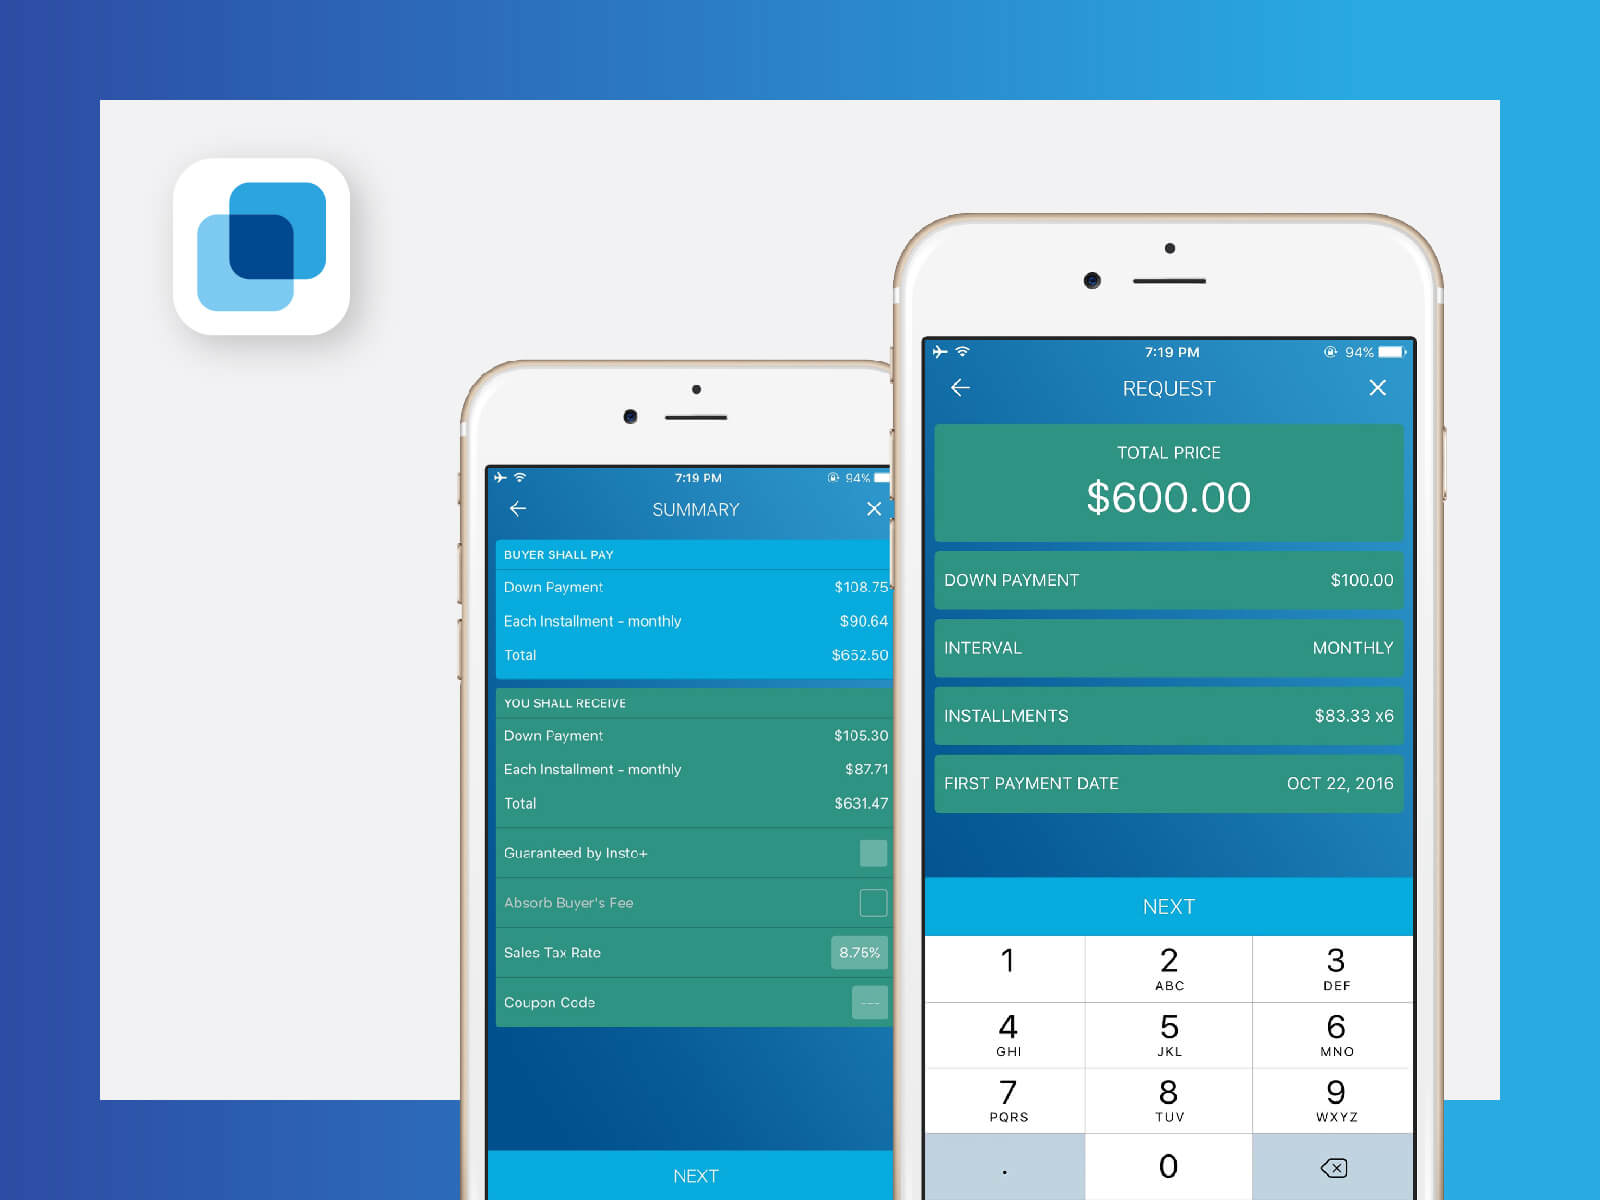 7:19 PM 94%
SUMMARY
BUYER SHALL PAY
Down Payment $108.75
Each Installment - monthly $90.64
Total $652.50
YOU SHALL RECEIVE
Down Payment $105.30
Each Installment - monthly $87.71
Total $631.47
Guaranteed by Insto+
Absorb Buyer's Fee
Sales Tax Rate 8.75%
Coupon Code ---
NEXT
7:19 PM 94%
REQUEST
TOTAL PRICE
$600.00
DOWN PAYMENT $100.00
INTERVAL MONTHLY
INSTALLMENTS $83.33 x6
FIRST PAYMENT DATE OCT 22, 2016
NEXT
1 2 3
ABC DEF
4 5 6
GHI JKL MNO
7 8 9
PQRS TUV WXYZ
. 0